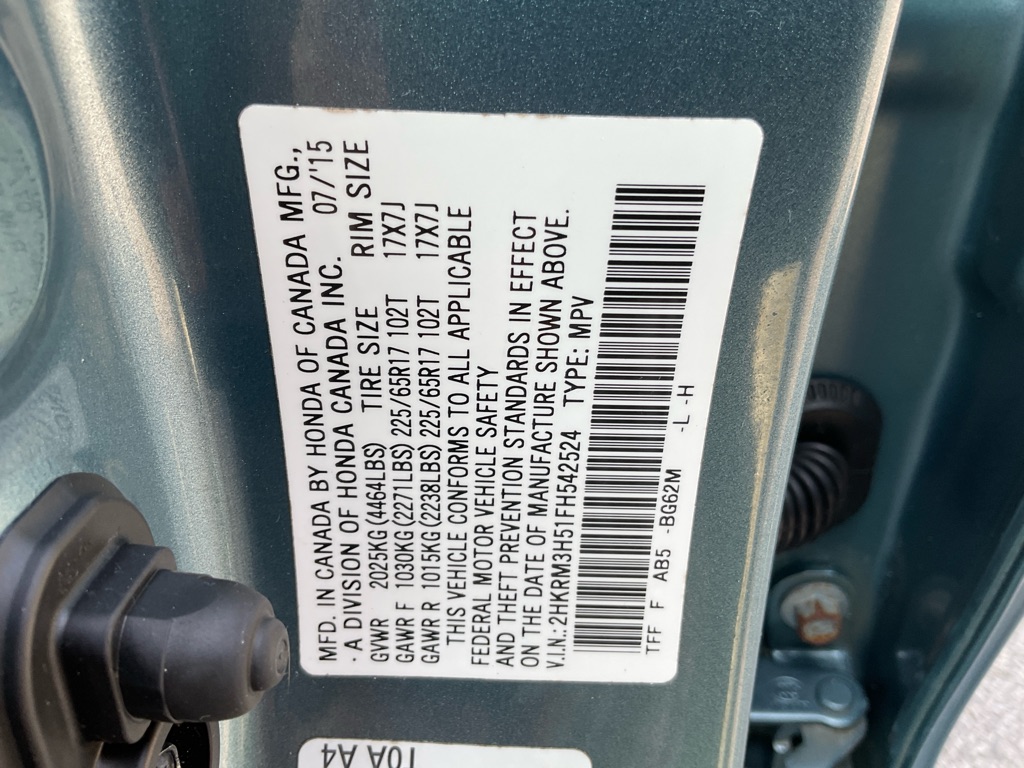 MFD. IN CANADA BY HONDA OF CANADA MFG.,
· A DIVISION OF HONDA CANADA INC. 07/'15
GVWR 2025KG (4464LBS) TIRE SIZE RIM SIZE
GAWR F 1030KG (2271LBS) 225/65R17 102T 17X7J
GAWR R 1015KG (2238LBS) 225/65R17 102T 17X7J
THIS VEHICLE CONFORMS TO ALL APPLICABLE
FEDERAL MOTOR VEHICLE SAFETY
AND THEFT PREVENTION STANDARDS IN EFFECT
ON THE DATE OF MANUFACTURE SHOWN ABOVE.
V.I.N.: 2HKRM3H51FH542524 TYPE: MPV
TFF F AB5 -BG62M -L -H